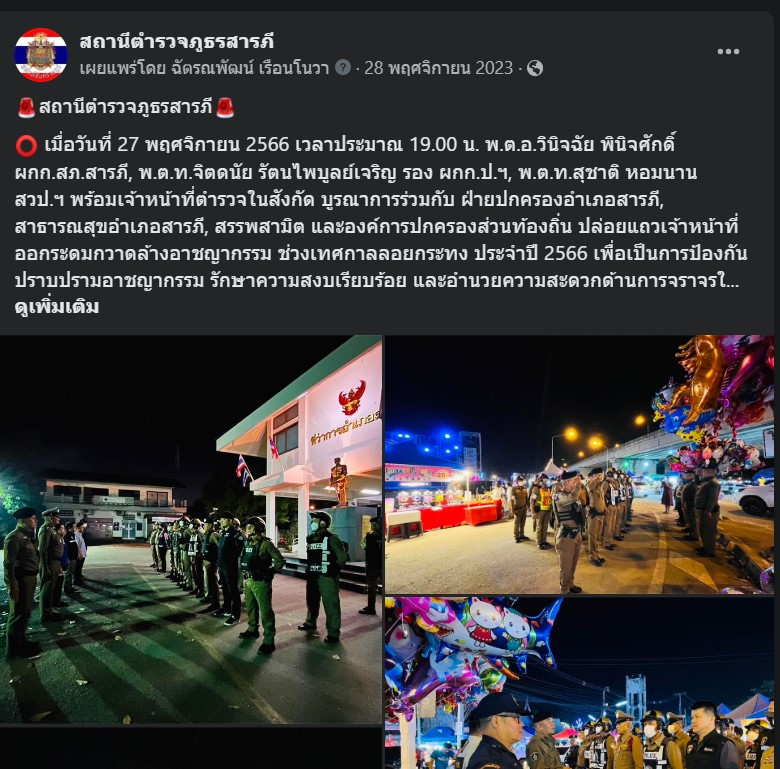 สถานีตำรวจภูธรสารภี
เผยแพร่โดย ฉัตรณพัฒน์ เรือนโนวา · 28 พฤศจิกายน 2023 ·
🚨สถานีตำรวจภูธรสารภี🚨
⭕ เมื่อวันที่ 27 พฤศจิกายน 2566 เวลาประมาณ 19.00 น. พ.ต.อ.วินิจฉัย พินิจศักดิ์
ผกก.สภ.สารภี, พ.ต.ท.จิตดนัย รัตนไพบูลย์เจริญ รอง ผกก.ป.ฯ, พ.ต.ท.สุชาติ หอมนาน
สวป.ฯ พร้อมเจ้าหน้าที่ตำรวจในสังกัด บูรณาการร่วมกับ ฝ่ายปกครองอำเภอสารภี,
สาธารณสุขอำเภอสารภี, สรรพสามิต และองค์การปกครองส่วนท้องถิ่น ปล่อยแถวเจ้าหน้าที่
ออกระดมกวาดล้างอาชญากรรม ช่วงเทศกาลลอยกระทง ประจำปี 2566 เพื่อเป็นการป้องกัน
ปราบปรามอาชญากรรม รักษาความสงบเรียบร้อย และอำนวยความสะดวกด้านการจราจรใ...
ดูเพิ่มเติม
ที่ว่าการอำเภอ
POLICE